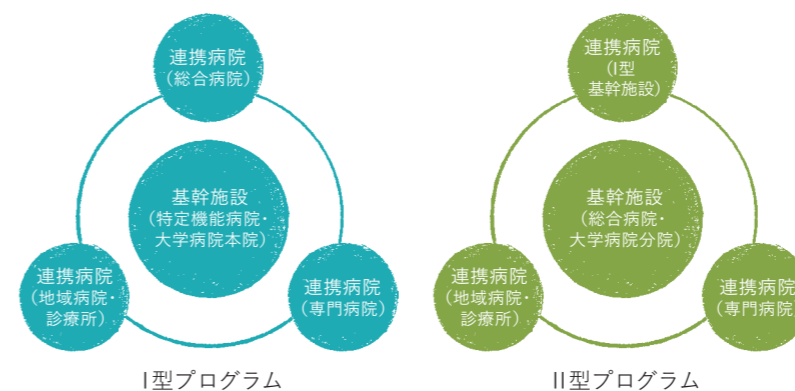 連携病院
（総合病院）
基幹施設
（特定機能病院・
大学病院本院）
連携病院
（地域病院・
診療所）
連携病院
（専門病院）
I型プログラム
連携病院
（I型
基幹施設）
基幹施設
（総合病院・
大学病院分院）
連携病院
（地域病院・
診療所）
連携病院
（専門病院）
II型プログラム